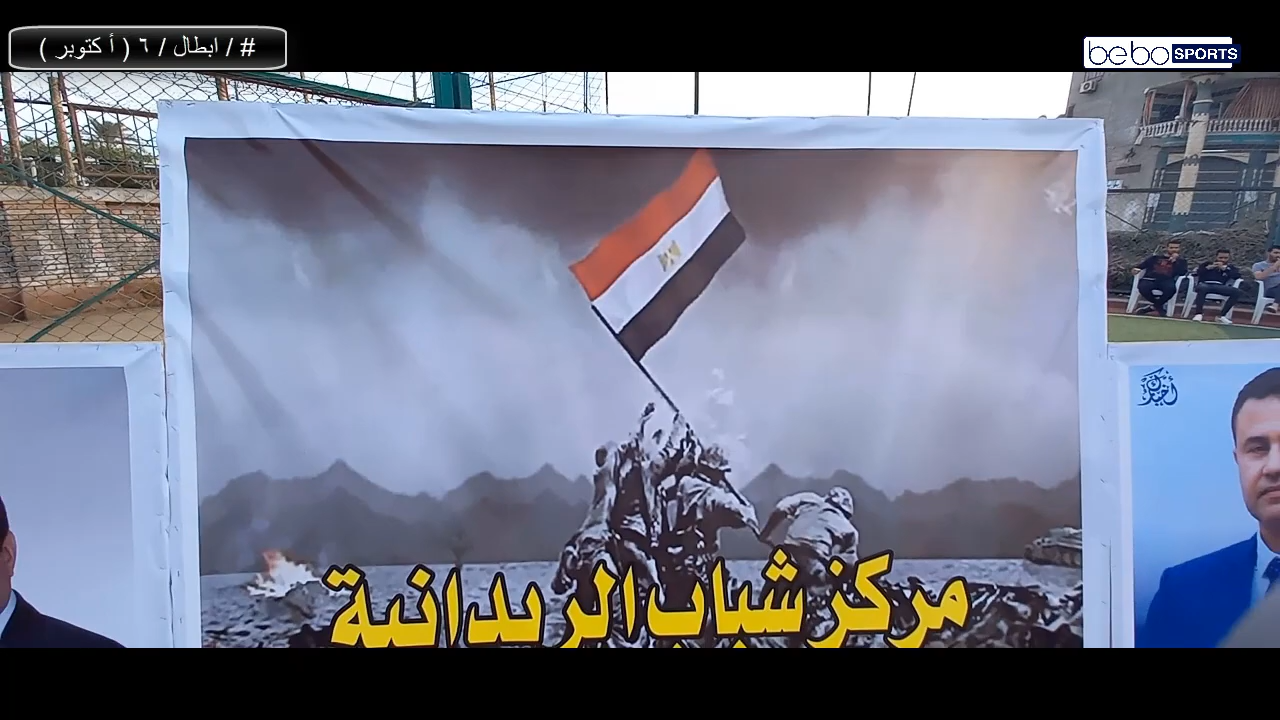 # / ابطال / ٦ ( أكتوبر )
bebo SPORTS
مركز شباب الريدانية